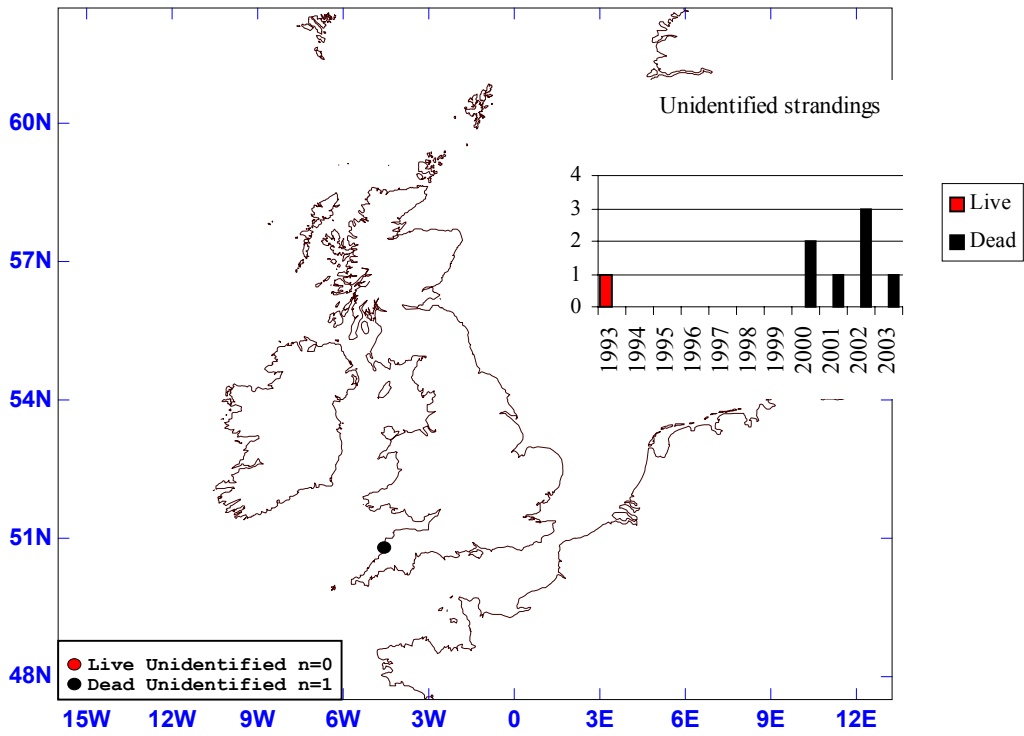 60N
57N
54N
51N
48N
15W 12W 9W 6W 3W 0 3E 6E 9E 12E
Unidentified strandings
4
3
2
1
0
1993 1994 1995 1996 1997 1998 1999 2000 2001 2002 2003
Live
Dead
Live Unidentified n=0
Dead Unidentified n=1